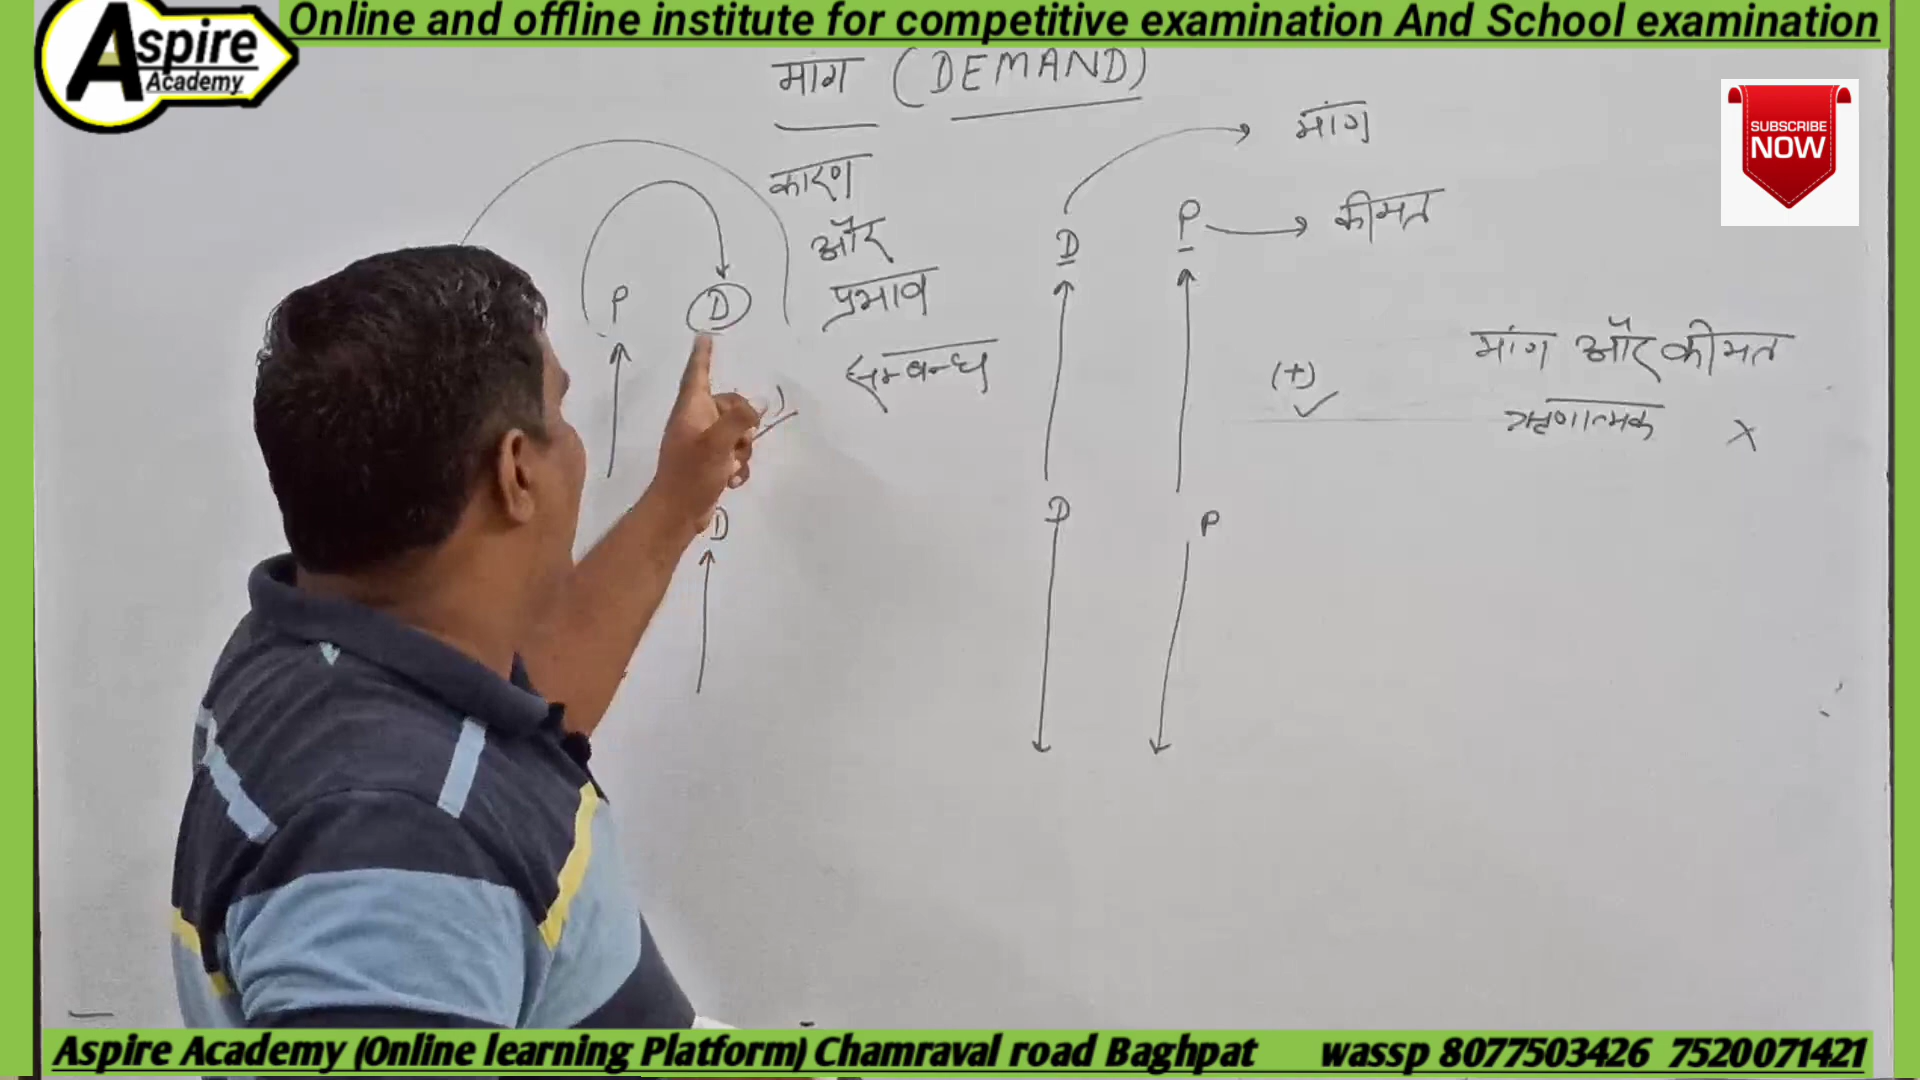 Online and offline institute for competitive examination And School examination
Aspire
Academy
SUBSCRIBE
NOW
मांग (DEMAND)
कारण
और
प्रभाव
सम्बन्ध
P D
D
D → मांग
P → कीमत
(+) ✓
मांग और कीमत
ऋणात्मक X
D P
Aspire Academy (Online learning Platform) Chamraval road Baghpat wassp 8077503426 7520071421